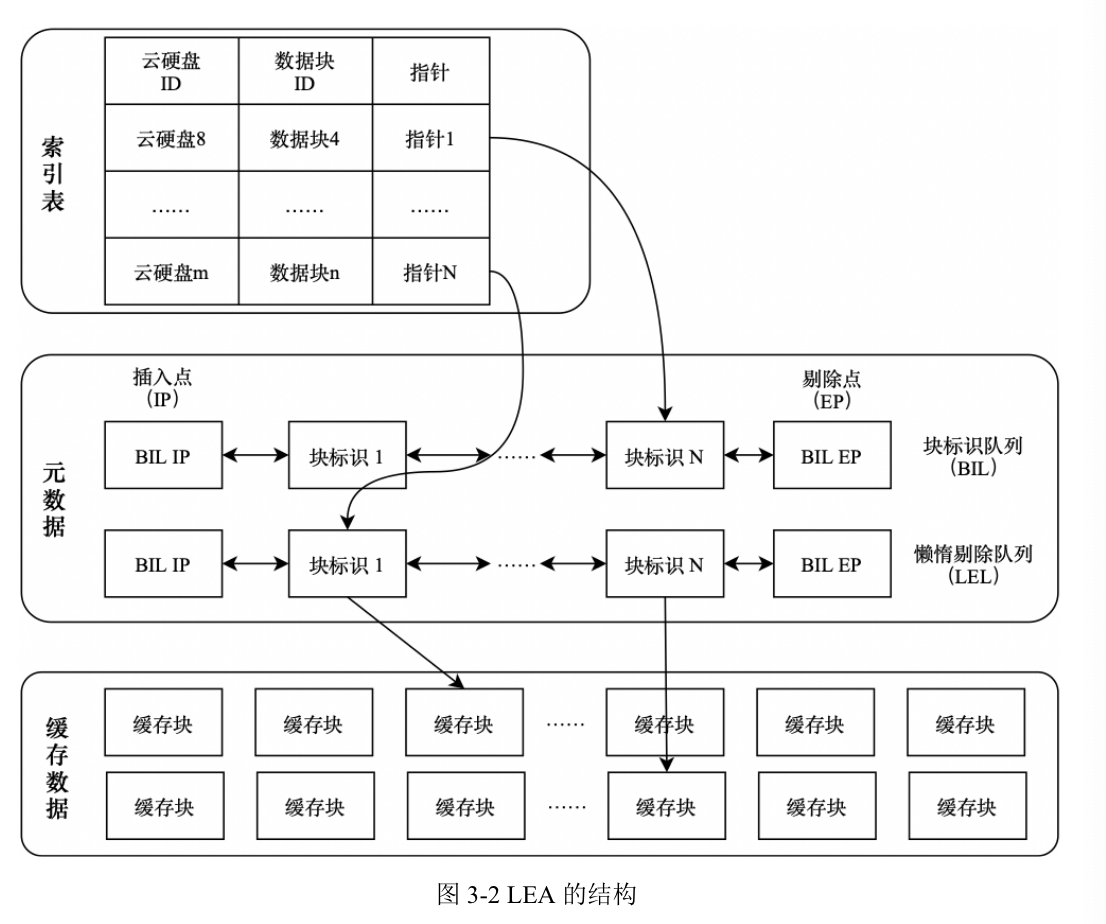 索引表
云硬盘
ID
数据块
ID
指针
云硬盘8
数据块4
指针1
……
……
……
云硬盘m
数据块n
指针N
元数据
插入点
（IP）
剔除点
（EP）
BIL IP
块标识 1
……
块标识 N
BIL EP
块标识队列
（BIL）
BIL IP
块标识 1
……
块标识 N
BIL EP
懒惰剔除队列
（LEL）
缓存数据
缓存块
缓存块
缓存块
……
缓存块
缓存块
缓存块
缓存块
缓存块
缓存块
……
缓存块
缓存块
缓存块
图 3-2 LEA 的结构